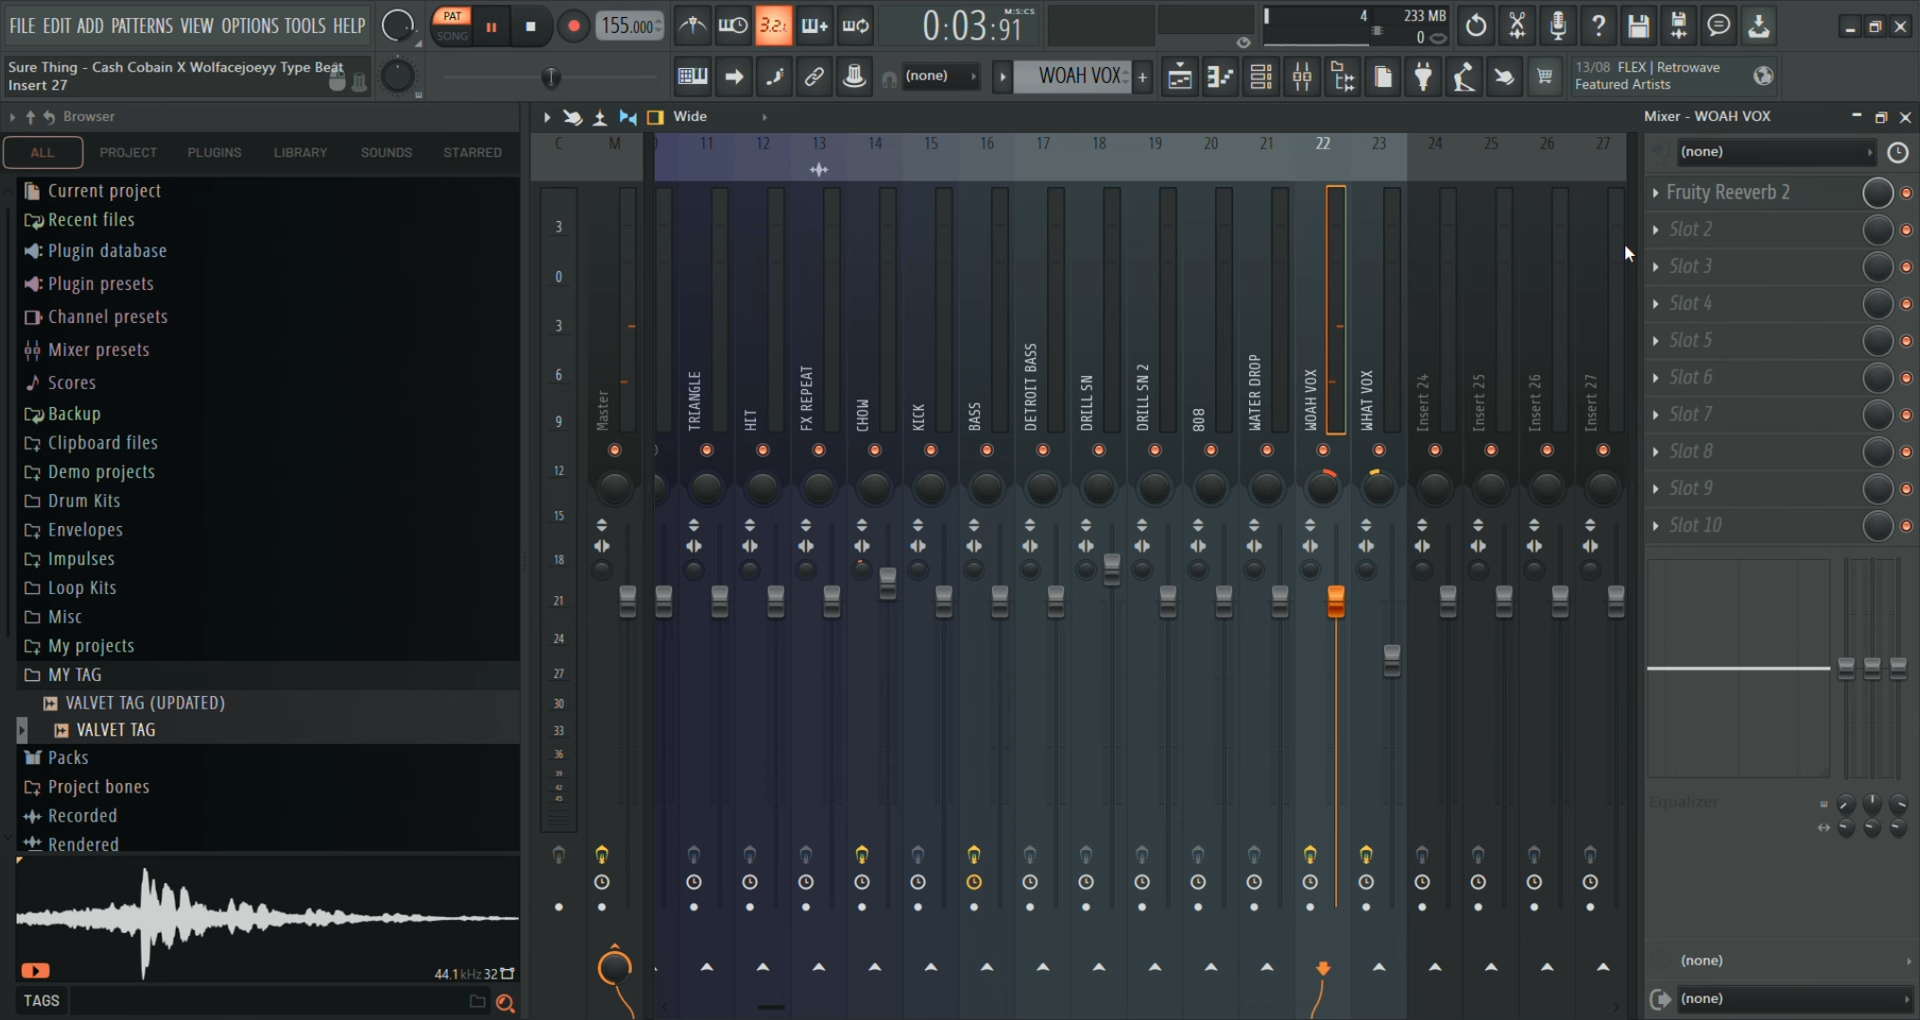 FILE EDIT ADD PATTERNS VIEW OPTIONS TOOLS HELP
PAT
SONG
155.000
3.2.
0:03:91
M:S:CS
4
233 MB
0
Sure Thing - Cash Cobain X Wolfacejoeyy Type Beat
Insert 27
(none)
WOAH VOX
13/08 FLEX | Retrowave
Featured Artists
Browser
ALL PROJECT PLUGINS LIBRARY SOUNDS STARRED
Current project
Recent files
Plugin database
Plugin presets
Channel presets
Mixer presets
Scores
Backup
Clipboard files
Demo projects
Drum Kits
Envelopes
Impulses
Loop Kits
Misc
My projects
MY TAG
VALVET TAG (UPDATED)
VALVET TAG
Packs
Project bones
Recorded
Rendered
44.1kHz 32
TAGS
Wide
C M 11 12 13 14 15 16 17 18 19 20 21 22 23 24 25 26 27
3
0
3
6
9
12
15
18
21
24
27
30
33
36
39
42
45
Master
TRIANGLE
HIT
FX REPEAT
CHOW
KICK
BASS
DETROIT BASS
DRILL SN
DRILL SN 2
808
WATER DROP
WOAH VOX
WHAT VOX
Insert 24
Insert 25
Insert 26
Insert 27
Mixer - WOAH VOX
(none)
Fruity Reeverb 2
Slot 2
Slot 3
Slot 4
Slot 5
Slot 6
Slot 7
Slot 8
Slot 9
Slot 10
Equalizer
(none)
(none)